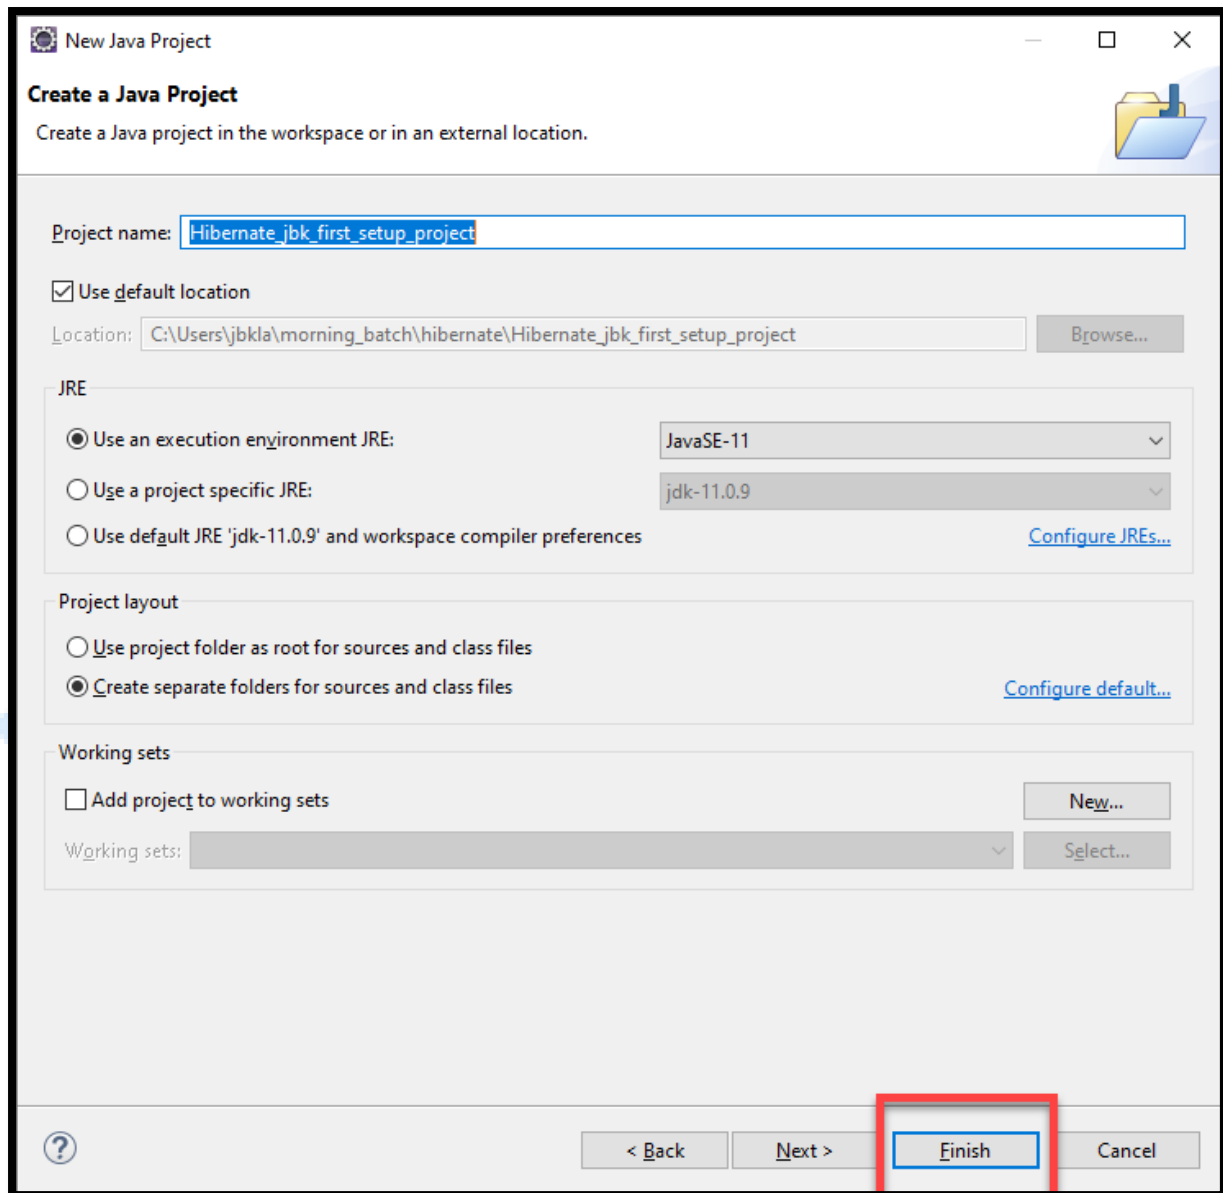 New Java Project
Create a Java Project
Create a Java project in the workspace or in an external location.
Project name: Hibernate_jbk_first_setup_project
Use default location
Location: C:\Users\jbkla\morning_batch\hibernate\Hibernate_jbk_first_setup_project Browse...
JRE
Use an execution environment JRE: JavaSE-11
Use a project specific JRE: jdk-11.0.9
Use default JRE 'jdk-11.0.9' and workspace compiler preferences Configure JREs...
Project layout
Use project folder as root for sources and class files
Create separate folders for sources and class files Configure default...
Working sets
Add project to working sets New...
Working sets: Select...
? < Back Next > Finish Cancel